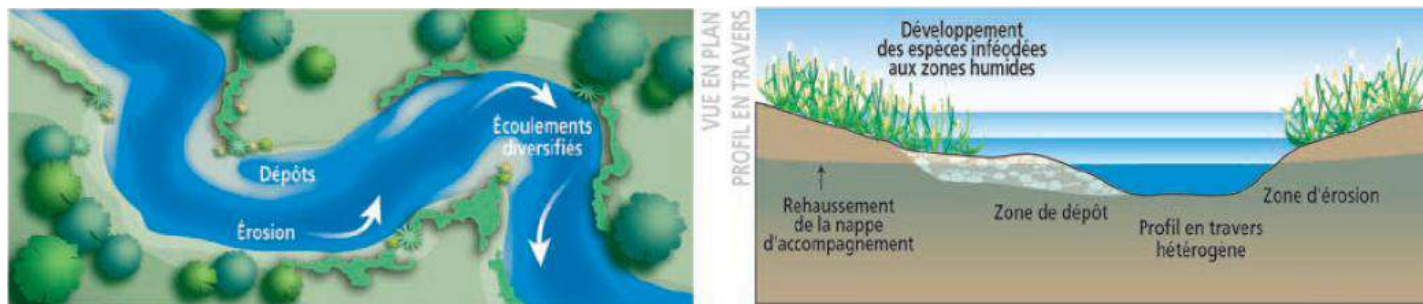 Dépôts
Érosion
Écoulements
diversifiés
VUE EN PLAN
PROFIL EN TRAVERS
Développement
des espèces inféodées
aux zones humides
Rehaussement
de la nappe
d'accompagnement
Zone de dépôt
Profil en travers
hétérogène
Zone d'érosion